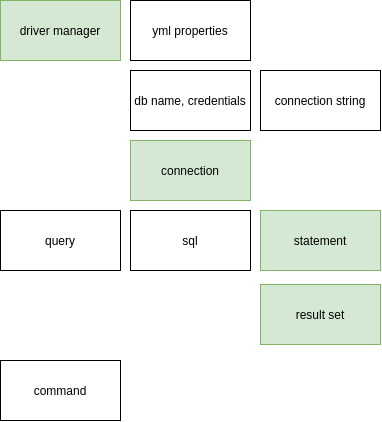 driver manager
yml properties
db name, credentials
connection string
connection
query
sql
statement
result set
command